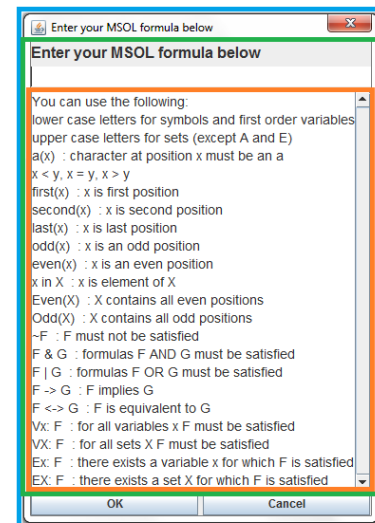 Enter your MSOL formula below
Enter your MSOL formula below
You can use the following:
lower case letters for symbols and first order variables
upper case letters for sets (except A and E)
a(x) : character at position x must be an a
x < y, x = y, x > y
first(x) : x is first position
second(x) : x is second position
last(x) : x is last position
odd(x) : x is an odd position
even(x) : x is an even position
x in X : x is element of X
Even(X) : X contains all even positions
Odd(X) : X contains all odd positions
~F : F must not be satisfied
F & G : formulas F AND G must be satisfied
F | G : formulas F OR G must be satisfied
F -> G : F implies G
F <-> G : F is equivalent to G
Vx: F : for all variables x F must be satisfied
VX: F : for all sets X F must be satisfied
Ex: F : there exists a variable x for which F is satisfied
EX: F : there exists a set X for which F is satisfied
OK Cancel